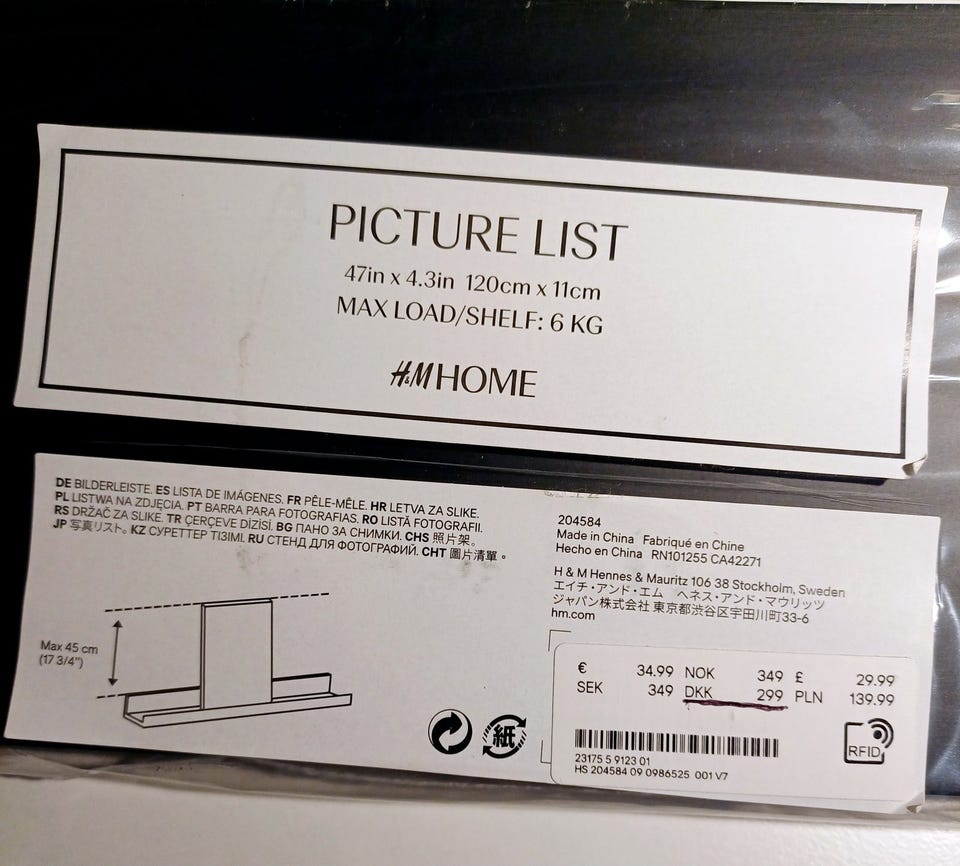 PICTURE LIST
47in x 4.3in 120cm x 11cm
MAX LOAD/SHELF: 6 KG
H&M HOME
DE BILDERLEISTE. ES LISTA DE IMÁGENES. FR PÊLE-MÊLE. HR LETVA ZA SLIKE.
PL LISTWA NA ZDJĘCIA. PT BARRA PARA FOTOGRAFIAS. RO LISTĂ FOTOGRAFII.
RS DRŽAČ ZA SLIKE. TR ÇERÇEVE DİZİSİ. BG ПАНО ЗА СНИМКИ. CHS 照片架。
JP 写真リスト。KZ СУРЕТТЕР ТІЗІМІ. RU СТЕНД ДЛЯ ФОТОГРАФИЙ. CHT 圖片清單。
Max 45 cm
(17 3/4")
紙
204584
Made in China Fabriqué en Chine
Hecho en China RN101255 CA42271
H & M Hennes & Mauritz 106 38 Stockholm, Sweden
エイチ・アンド・エム ヘネス・アンド・マウリッツ
ジャパン株式会社 東京都渋谷区宇田川町33-6
hm.com
€ 34.99 NOK 349 £ 29.99
SEK 349 DKK 299 PLN 139.99
RFID
23175 5 9123 01
HS 204584 09 0986525 001 V7